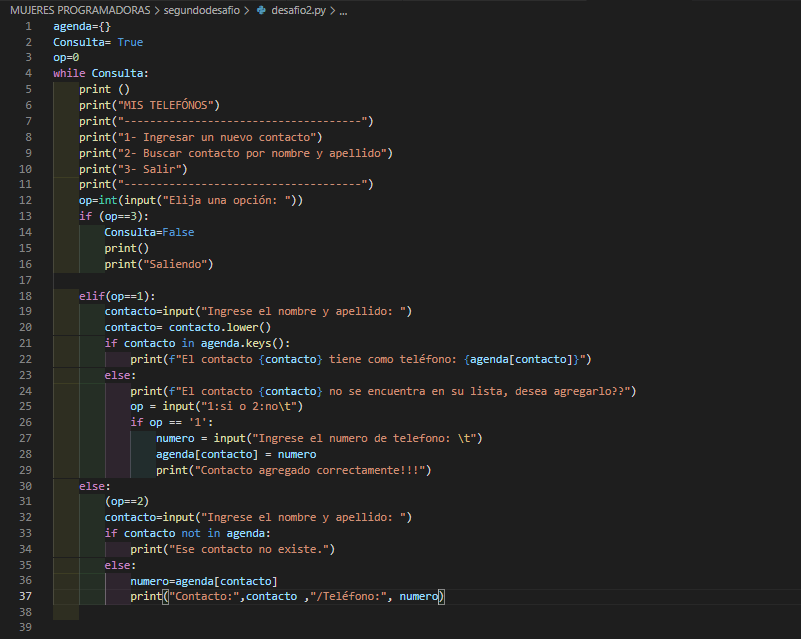 MUJERES PROGRAMADORAS > segundodesafio > desafio2.py > ...
1 agenda={}
2 Consulta= True
3 op=0
4 while Consulta:
5     print ()
6     print("MIS TELEFÓNOS")
7     print("-------------------------------------")
8     print("1- Ingresar un nuevo contacto")
9     print("2- Buscar contacto por nombre y apellido")
10     print("3- Salir")
11     print("-------------------------------------")
12     op=int(input("Elija una opción: "))
13     if (op==3):
14         Consulta=False
15         print()
16         print("Saliendo")
17
18     elif(op==1):
19         contacto=input("Ingrese el nombre y apellido: ")
20         contacto= contacto.lower()
21         if contacto in agenda.keys():
22             print(f"El contacto {contacto} tiene como teléfono: {agenda[contacto]}")
23         else:
24             print(f"El contacto {contacto} no se encuentra en su lista, desea agregarlo??")
25             op = input("1:si o 2:no\t")
26             if op == '1':
27                 numero = input("Ingrese el numero de telefono: \t")
28                 agenda[contacto] = numero
29                 print("Contacto agregado correctamente!!!")
30     else:
31         (op==2)
32         contacto=input("Ingrese el nombre y apellido: ")
33         if contacto not in agenda:
34             print("Ese contacto no existe.")
35         else:
36             numero=agenda[contacto]
37             print("Contacto:",contacto ,"/Teléfono:", numero)
38
39